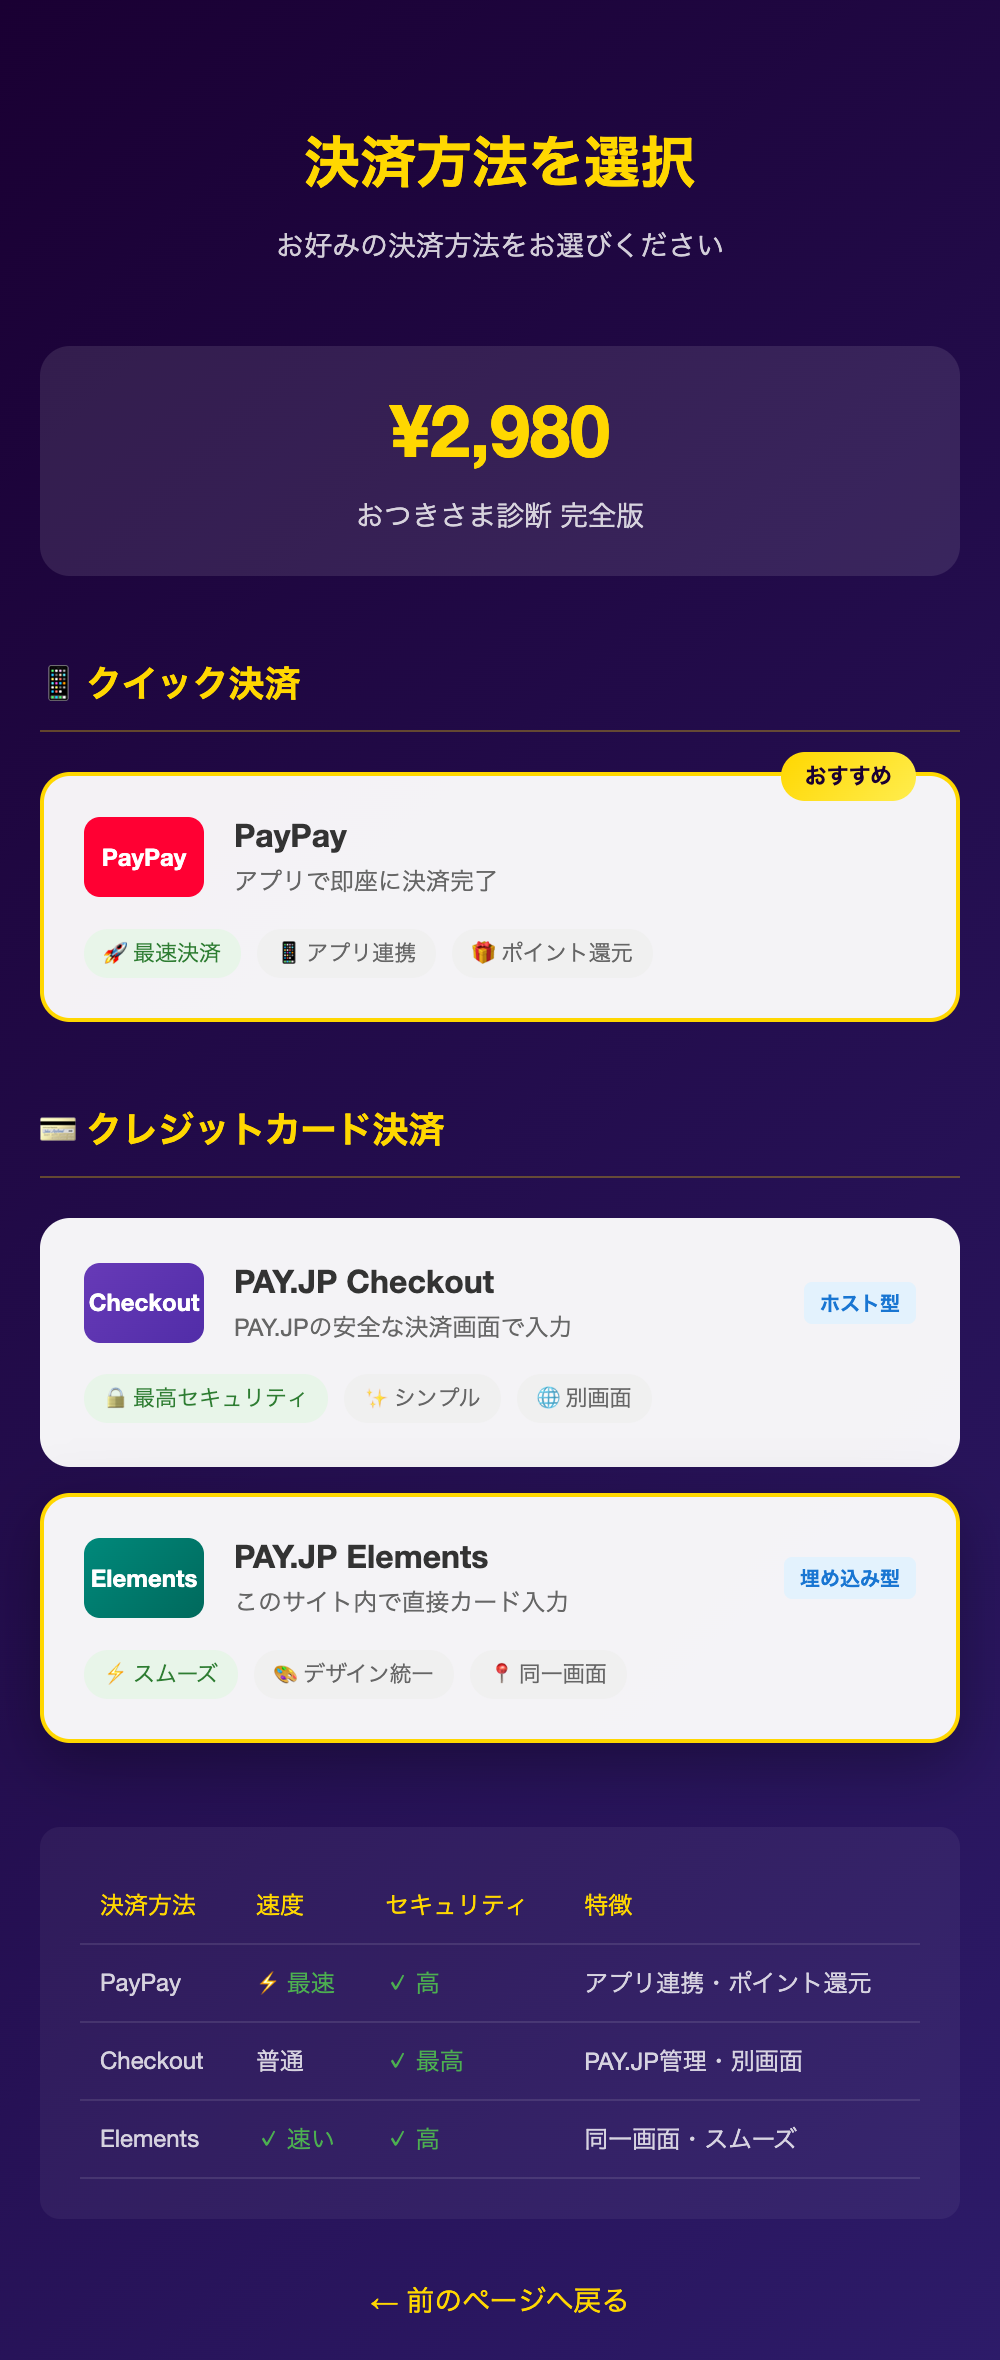 決済方法を選択
お好みの決済方法をお選びください
¥2,980
おつきさま診断 完全版
📱 クイック決済
おすすめ
PayPay
PayPay
アプリで即座に決済完了
🚀 最速決済
📱 アプリ連携
🎁 ポイント還元
💳 クレジットカード決済
Checkout
PAY.JP Checkout
PAY.JPの安全な決済画面で入力
ホスト型
🔒 最高セキュリティ
✨ シンプル
🌐 別画面
Elements
PAY.JP Elements
このサイト内で直接カード入力
埋め込み型
⚡ スムーズ
🎨 デザイン統一
📍 同一画面
決済方法 速度 セキュリティ 特徴
PayPay ⚡ 最速 ✓ 高 アプリ連携・ポイント還元
Checkout 普通 ✓ 最高 PAY.JP管理・別画面
Elements ✓ 速い ✓ 高 同一画面・スムーズ
← 前のページへ戻る